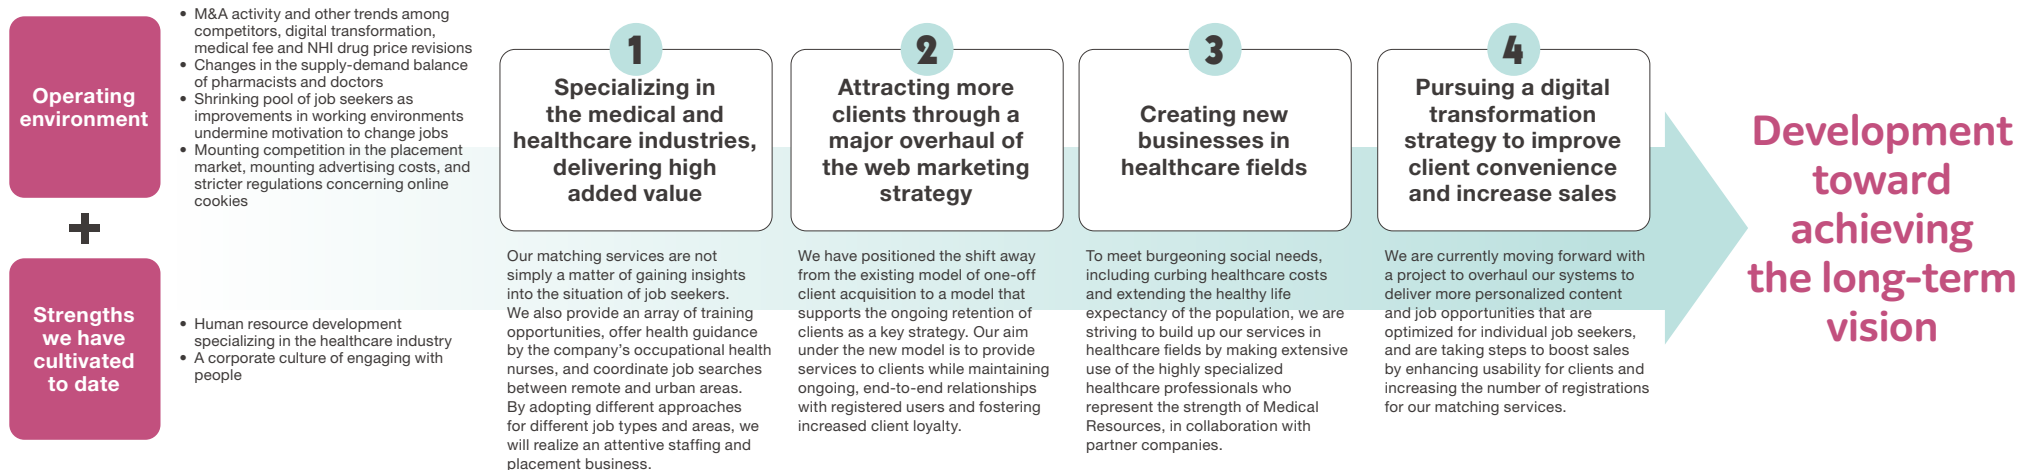 Operating
environment
• M&A activity and other trends among
competitors, digital transformation,
medical fee and NHI drug price revisions
• Changes in the supply-demand balance
of pharmacists and doctors
• Shrinking pool of job seekers as
improvements in working environments
undermine motivation to change jobs
• Mounting competition in the placement
market, mounting advertising costs, and
stricter regulations concerning online
cookies
+
Strengths
we have
cultivated
to date
• Human resource development
specializing in the healthcare industry
• A corporate culture of engaging with
people
1
Specializing in
the medical and
healthcare industries,
delivering high
added value
Our matching services are not
simply a matter of gaining insights
into the situation of job seekers.
We also provide an array of training
opportunities, offer health guidance
by the company's occupational health
nurses, and coordinate job searches
between remote and urban areas.
By adopting different approaches
for different job types and areas, we
will realize an attentive staffing and
placement business.
2
Attracting more
clients through a
major overhaul of
the web marketing
strategy
We have positioned the shift away
from the existing model of one-off
client acquisition to a model that
supports the ongoing retention of
clients as a key strategy. Our aim
under the new model is to provide
services to clients while maintaining
ongoing, end-to-end relationships
with registered users and fostering
increased client loyalty.
3
Creating new
businesses in
healthcare fields
To meet burgeoning social needs,
including curbing healthcare costs
and extending the healthy life
expectancy of the population, we are
striving to build up our services in
healthcare fields by making extensive
use of the highly specialized
healthcare professionals who
represent the strength of Medical
Resources, in collaboration with
partner companies.
4
Pursuing a digital
transformation
strategy to improve
client convenience
and increase sales
We are currently moving forward with
a project to overhaul our systems to
deliver more personalized content
and job opportunities that are
optimized for individual job seekers,
and are taking steps to boost sales
by enhancing usability for clients and
increasing the number of registrations
for our matching services.
Development
toward
achieving
the long-term
vision